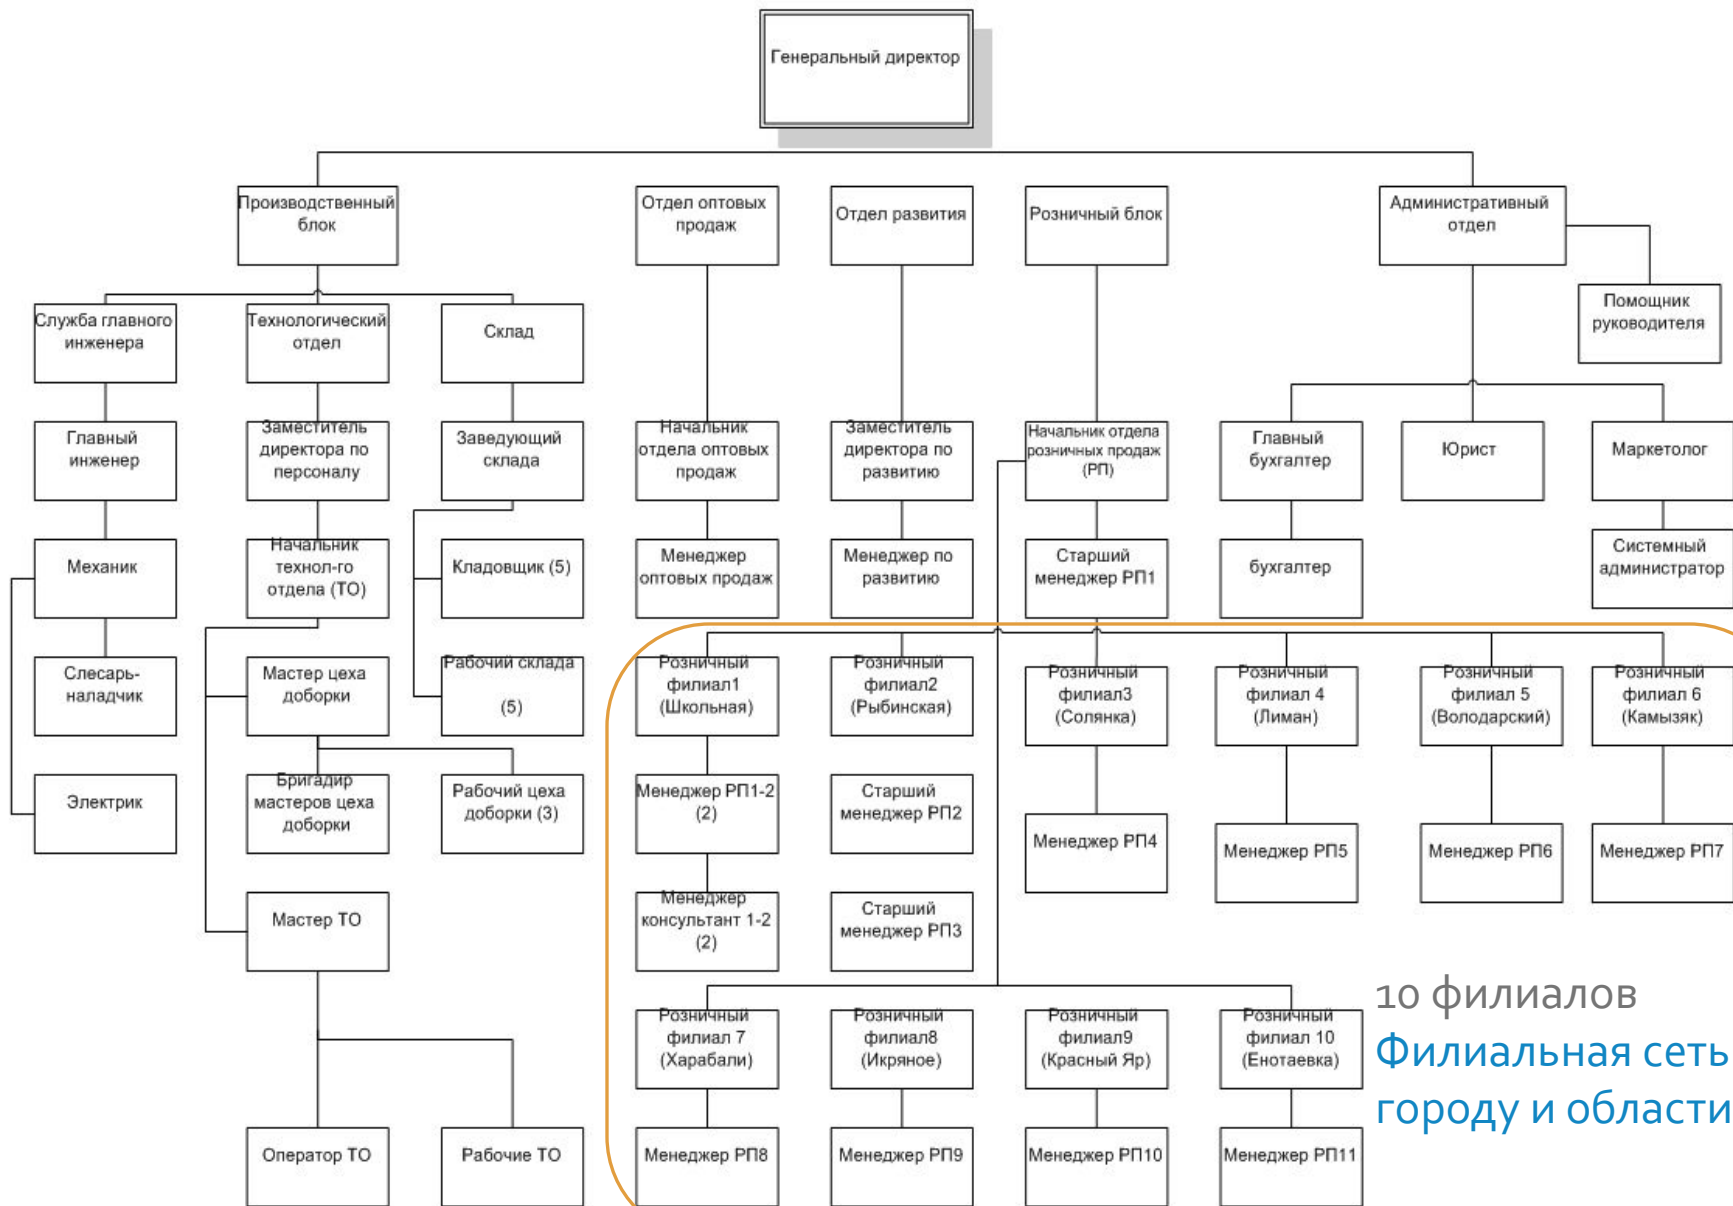 Генеральный директор
Производственный
блок
Отдел оптовых
продаж
Отдел развития
Розничный блок
Административный
отдел
Служба главного
инженера
Технологический
отдел
Склад
Помощник
руководителя
Главный
инженер
Заместитель
директора по
персоналу
Заведующий
склада
Начальник
отдела оптовых
продаж
Заместитель
директора по
развитию
Начальник отдела
розничных продаж
(РП)
Главный
бухгалтер
Юрист
Маркетолог
Механик
Начальник
технол-го
отдела (ТО)
Кладовщик (5)
Менеджер
оптовых продаж
Менеджер по
развитию
Старший
менеджер РП1
бухгалтер
Системный
администратор
Слесарь-
наладчик
Мастер цеха
доборки
Рабочий склада
(5)
Розничный
филиал1
(Школьная)
Розничный
филиал2
(Рыбинская)
Розничный
филиал3
(Солянка)
Розничный
филиал 4
(Лиман)
Розничный
филиал 5
(Володарский)
Розничный
филиал 6
(Камызяк)
Электрик
Бригадир
мастеров цеха
доборки
Рабочий цеха
доборки (3)
Менеджер РП1-2
(2)
Старший
менеджер РП2
Менеджер РП4
Менеджер РП5
Менеджер РП6
Менеджер РП7
Мастер ТО
Менеджер
консультант 1-2
(2)
Старший
менеджер РП3
Розничный
филиал 7
(Харабали)
Розничный
филиал8
(Икряное)
Розничный
филиал9
(Красный Яр)
Розничный
филиал 10
(Енотаевка)
10 филиалов
Филиальная сеть
городу и области
Оператор ТО
Рабочие ТО
Менеджер РП8
Менеджер РП9
Менеджер РП10
Менеджер РП11